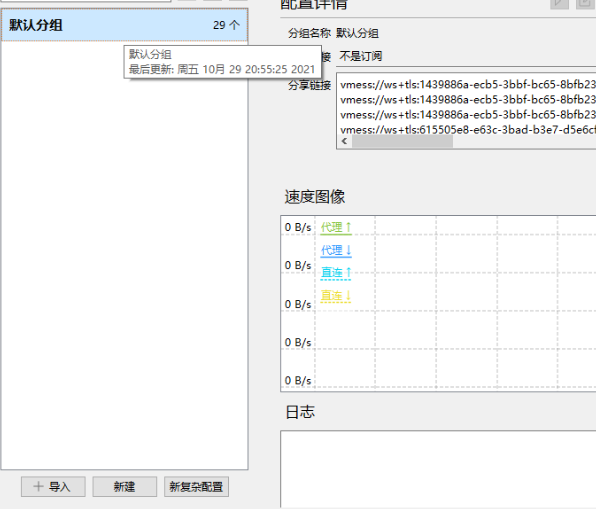 配置详情
默认分组 29 个
分组名称 默认分组
默认分组
最后更新: 周五 10月 29 20:55:25 2021
接 不是订阅
分享链接
vmess://ws+tls:1439886a-ecb5-3bbf-bc65-8bfb23
vmess://ws+tls:1439886a-ecb5-3bbf-bc65-8bfb23
vmess://ws+tls:1439886a-ecb5-3bbf-bc65-8bfb23
vmess://ws+tls:615505e8-e63c-3bad-b3e7-d5e6cf
速度图像
0 B/s 代理 ↑
代理 ↓
0 B/s 直连 ↑
直连 ↓
0 B/s
0 B/s
0 B/s
日志
+ 导入 新建 新复杂配置